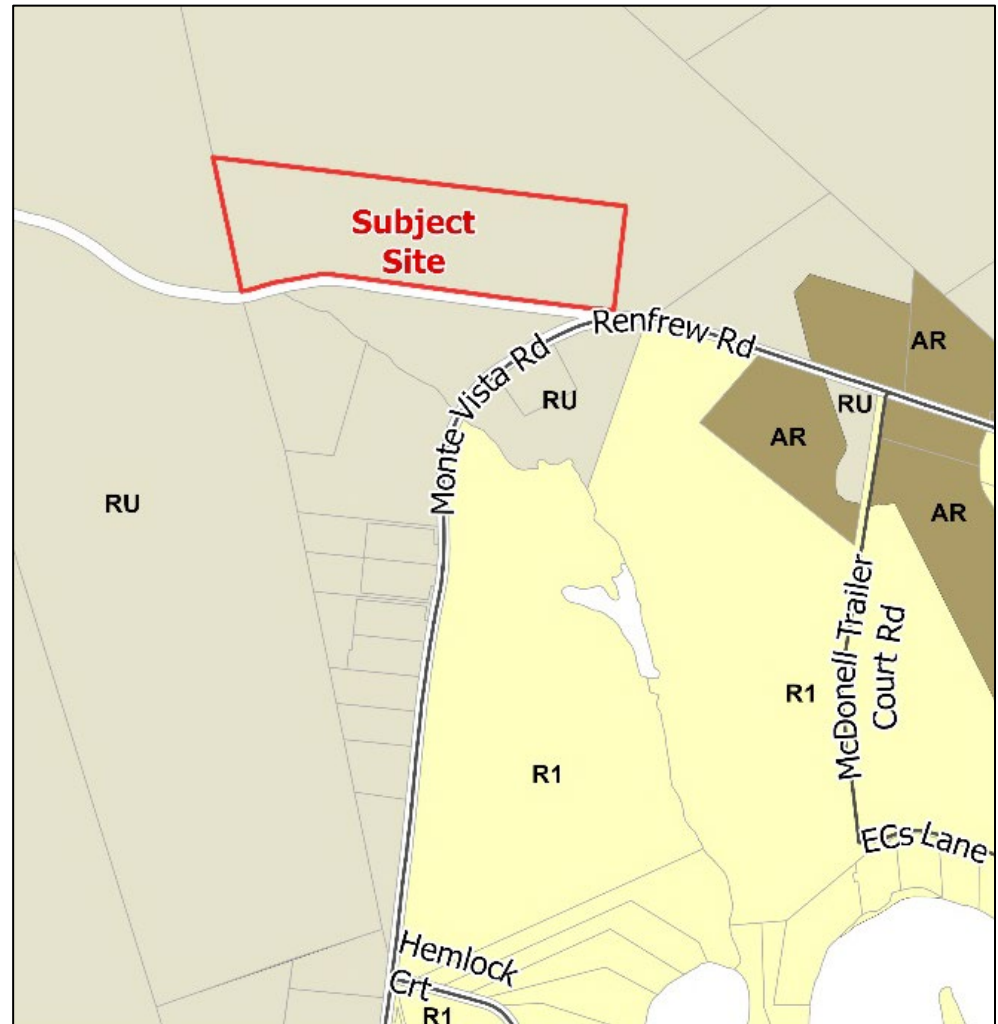 Subject
Site
Renfrew Rd
AR
Monte Vista Rd
RU
RU
AR
RU
AR
McDonell Trailer
Court Rd
R1
R1
ECs Lane
Hemlock
Crt
R1